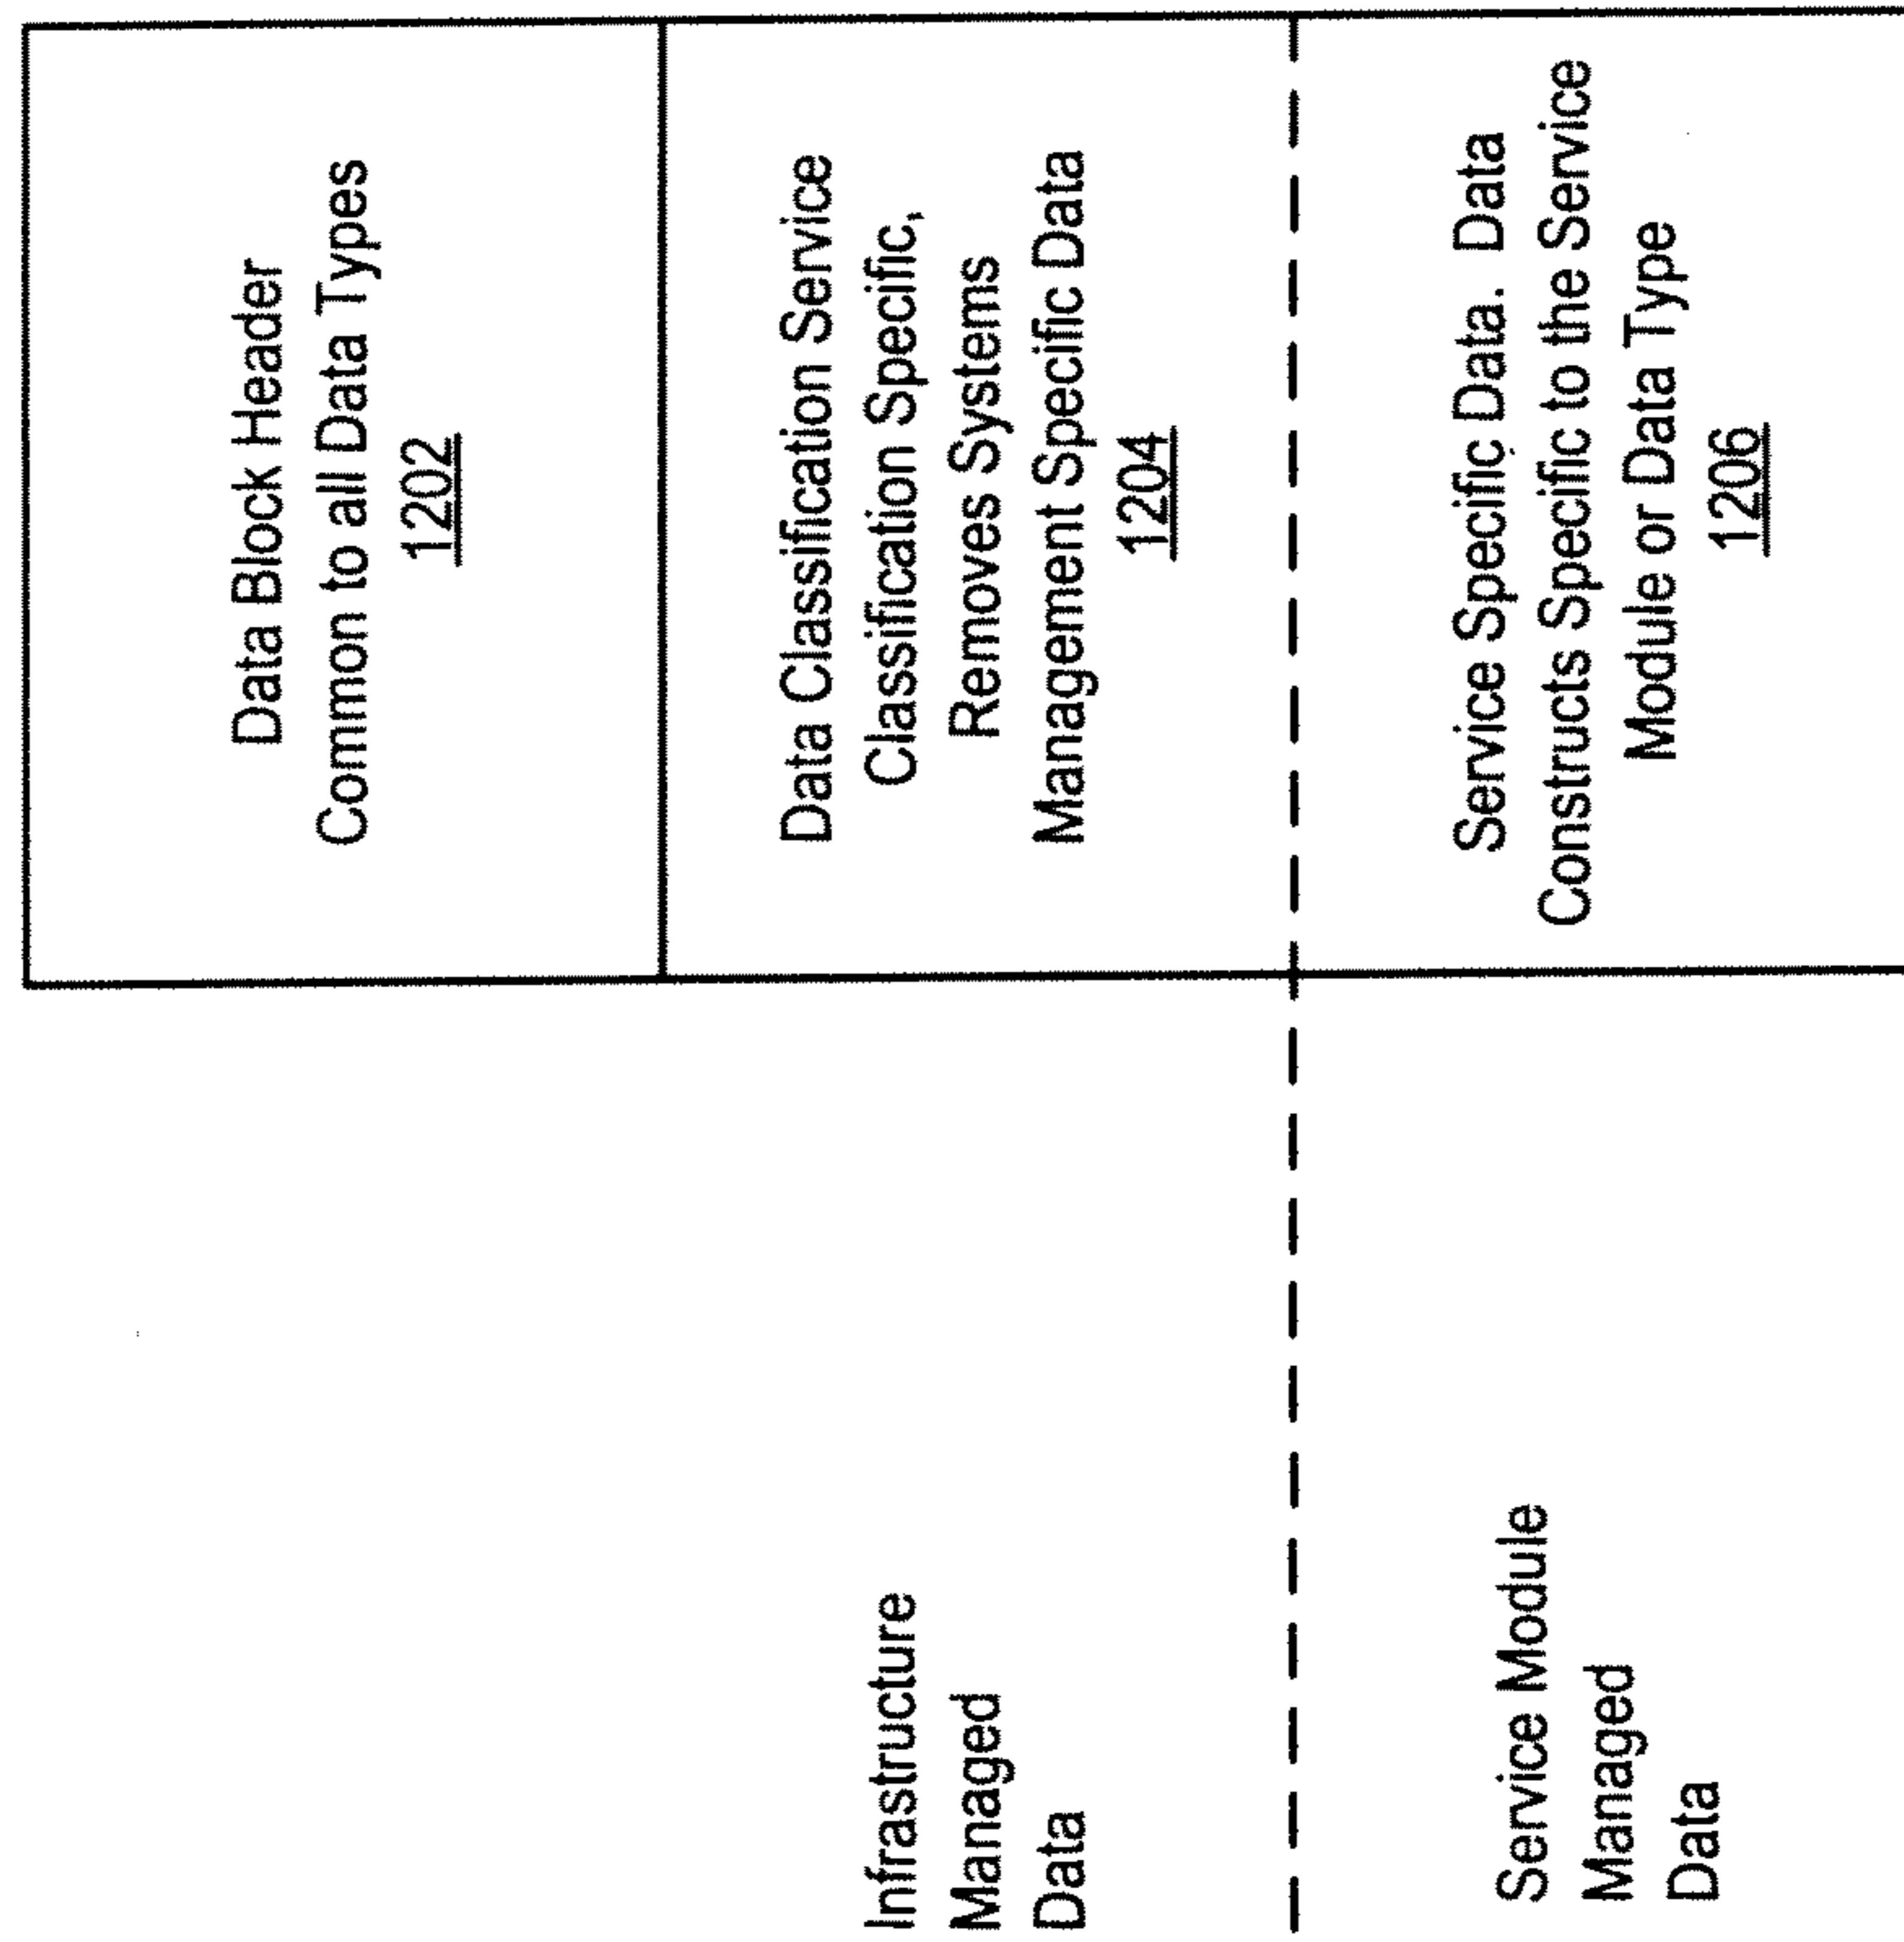 Data Block Header
Common to all Data Types
1202
Infrastructure
Managed
Data
Data Classification Service
Classification Specific,
Removes Systems
Management Specific Data
1204
Service Module
Managed
Data
Service Specific Data. Data
Constructs Specific to the Service
Module or Data Type
1206